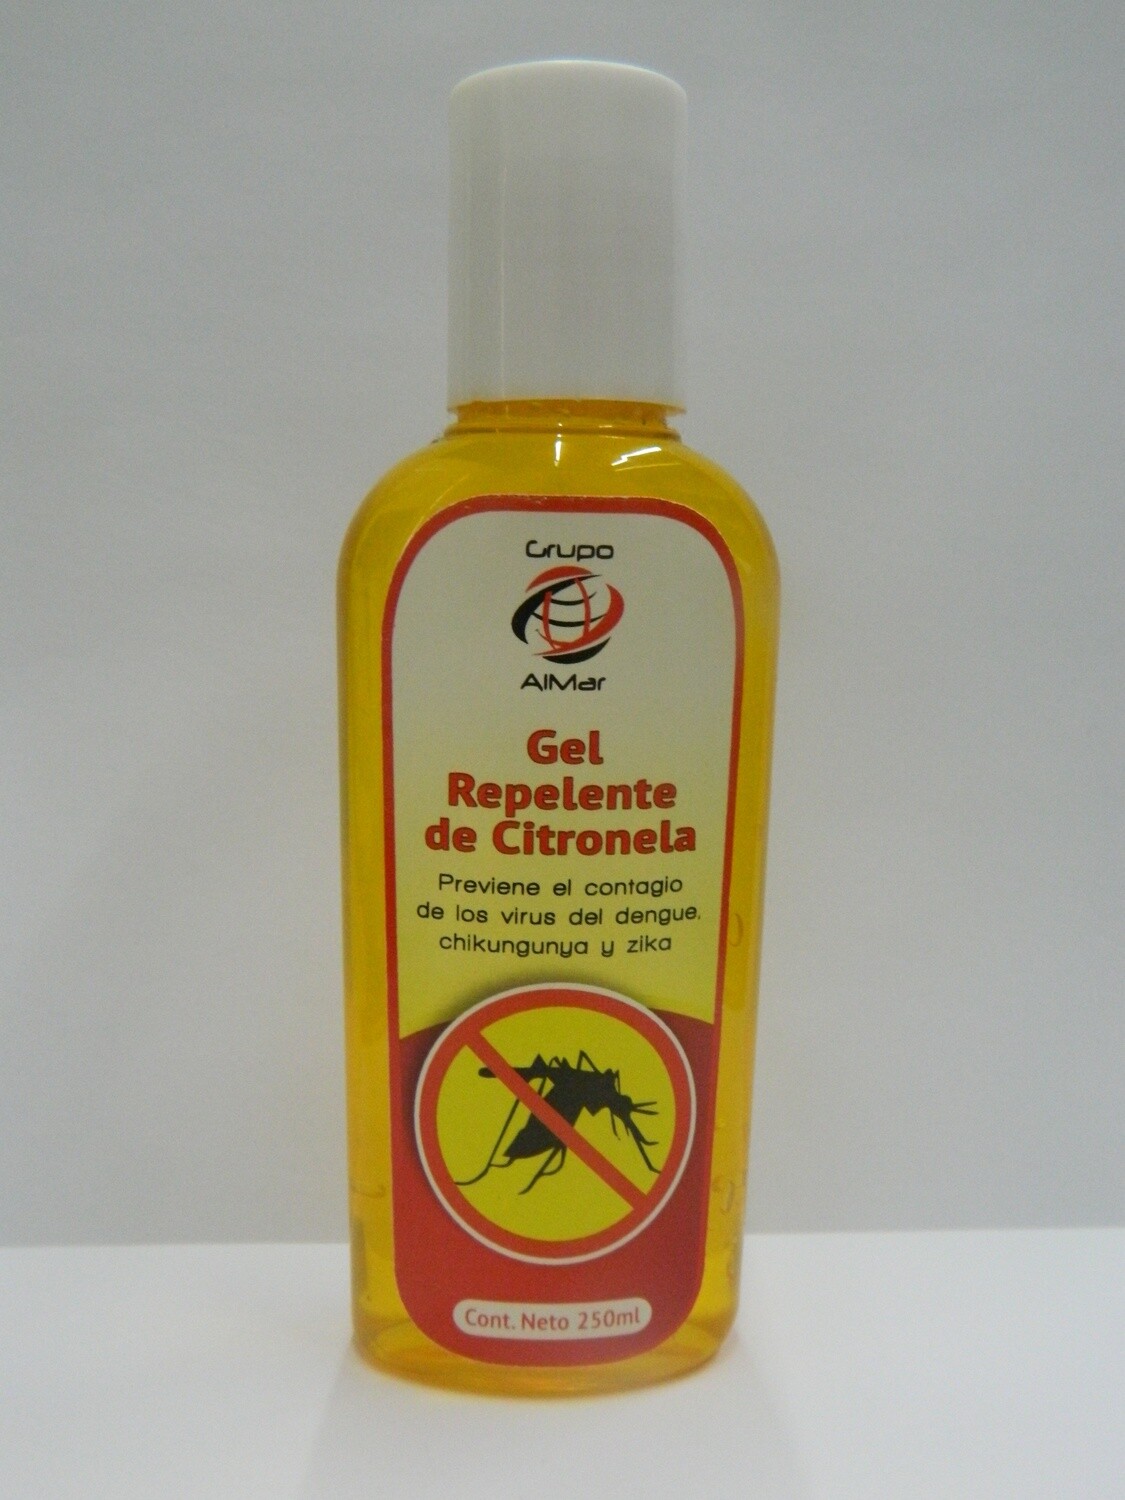 Grupo
AlMar
Gel
Repelente
de Citronela
Previene el contagio
de los virus del dengue,
chikungunya y zika
Cont. Neto 250ml